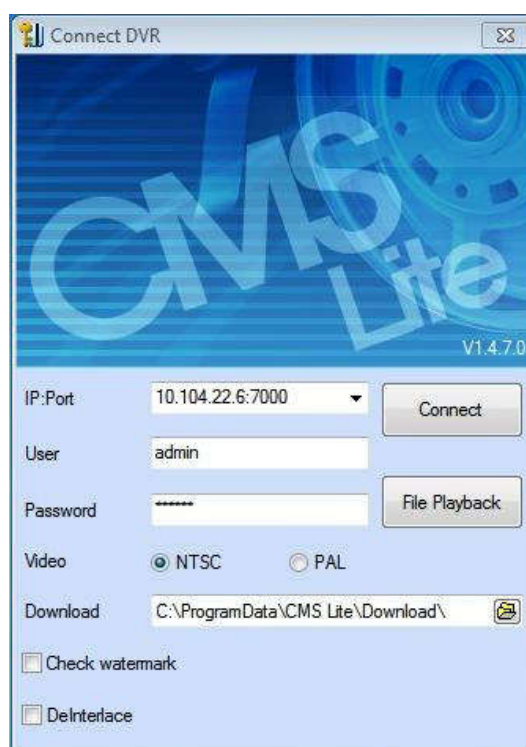 Connect DVR
CMS
Lite
V1.4.7.0
IP:Port 10.104.22.6:7000 Connect
User admin
Password ****** File Playback
Video NTSC PAL
Download C:\ProgramData\CMS Lite\Download\
Check watermark
DeInterlace